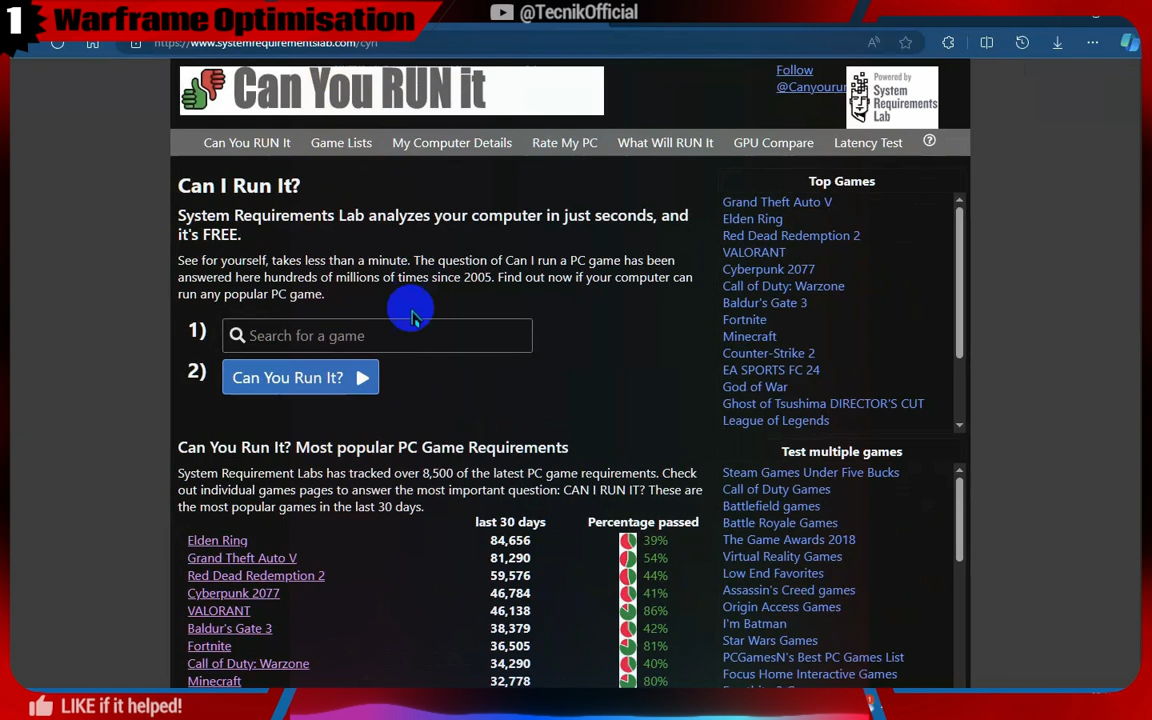 1 Warframe Optimisation
@TecnikOfficial
https://www.systemrequirementslab.com/cyri
Can You RUN it
Follow
@Canyourun
Powered by
System
Requirements
Lab
Can You RUN It Game Lists My Computer Details Rate My PC What Will RUN It GPU Compare Latency Test ?
Can I Run It?
System Requirements Lab analyzes your computer in just seconds, and
it's FREE.
See for yourself, takes less than a minute. The question of Can I run a PC game has been
answered here hundreds of millions of times since 2005. Find out now if your computer can
run any popular PC game.
1) Search for a game
2) Can You Run It?
Can You Run It? Most popular PC Game Requirements
System Requirement Labs has tracked over 8,500 of the latest PC game requirements. Check
out individual games pages to answer the most important question: CAN I RUN IT? These are
the most popular games in the last 30 days.
last 30 days Percentage passed
Elden Ring 84,656 39%
Grand Theft Auto V 81,290 54%
Red Dead Redemption 2 59,576 44%
Cyberpunk 2077 46,784 41%
VALORANT 46,138 86%
Baldur's Gate 3 38,379 42%
Fortnite 36,505 81%
Call of Duty: Warzone 34,290 40%
Minecraft 32,778 80%
Top Games
Grand Theft Auto V
Elden Ring
Red Dead Redemption 2
VALORANT
Cyberpunk 2077
Call of Duty: Warzone
Baldur's Gate 3
Fortnite
Minecraft
Counter-Strike 2
EA SPORTS FC 24
God of War
Ghost of Tsushima DIRECTOR'S CUT
League of Legends
Test multiple games
Steam Games Under Five Bucks
Call of Duty Games
Battlefield games
Battle Royale Games
The Game Awards 2018
Virtual Reality Games
Low End Favorites
Assassin's Creed games
Origin Access Games
I'm Batman
Star Wars Games
PCGamesN's Best PC Games List
Focus Home Interactive Games
LIKE if it helped!